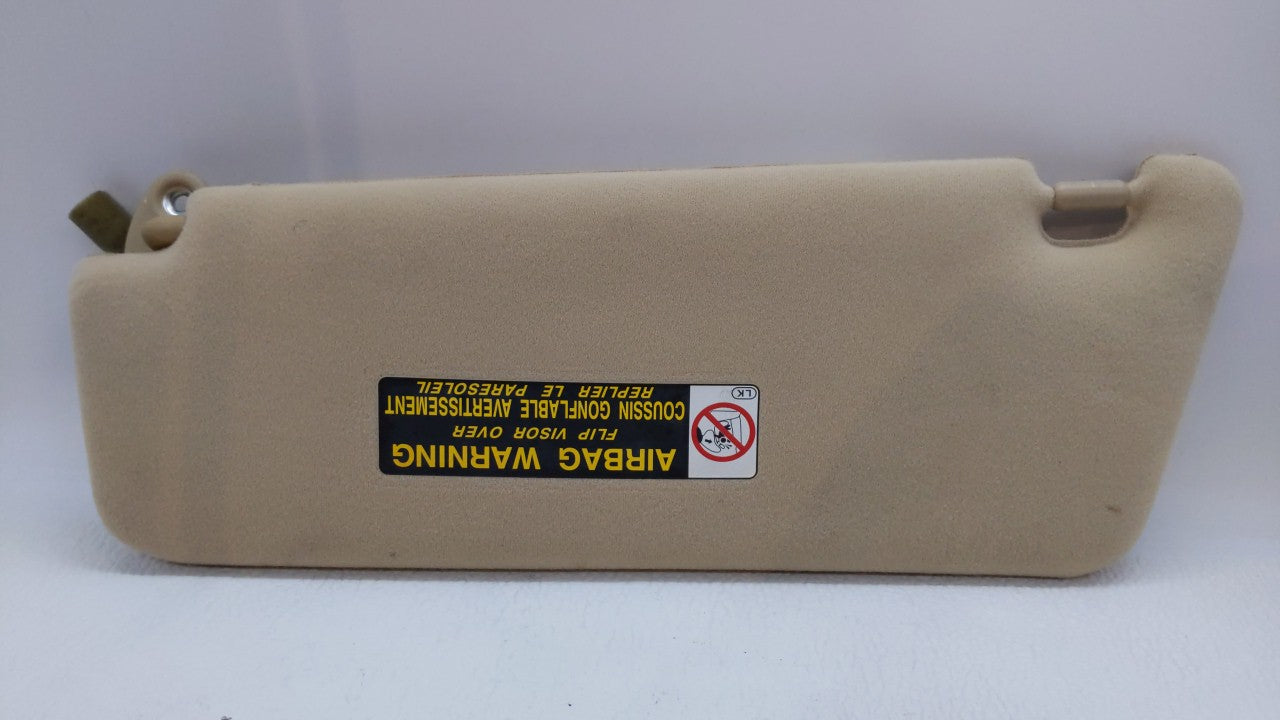 AIRBAG WARNING
FLIP VISOR OVER
COUSSIN GONFLABLE AVERTISSEMENT
REPLIER LE PARESOLEIL
LK